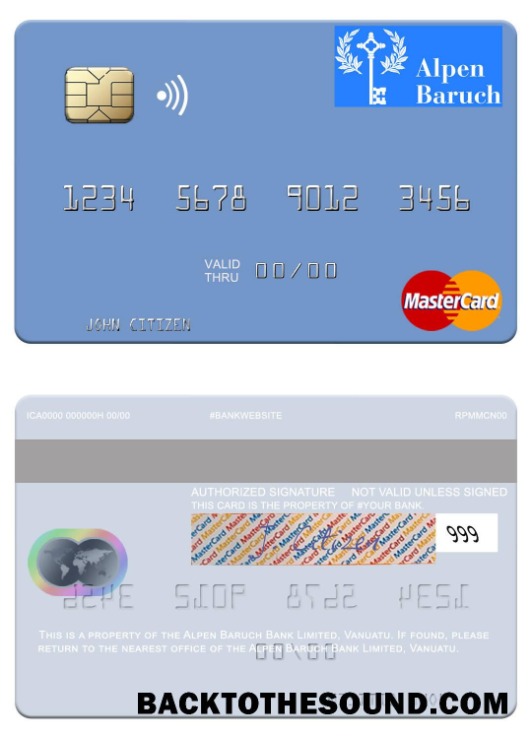 Alpen
Baruch
1234 5678 9012 3456
VALID
THRU 00/00
MasterCard
JOHN CITIZEN
ICA0000 000000H 00/00 #BANKWEBSITE RPMMCN00
AUTHORIZED SIGNATURE NOT VALID UNLESS SIGNED
THIS CARD IS THE PROPERTY OF #YOUR BANK.
999
THIS IS A PROPERTY OF THE ALPEN BARUCH BANK LIMITED, VANUATU. IF FOUND, PLEASE
RETURN TO THE NEAREST OFFICE OF THE ALPEN BARUCH BANK LIMITED, VANUATU.
BACKTOTHESOUND.COM